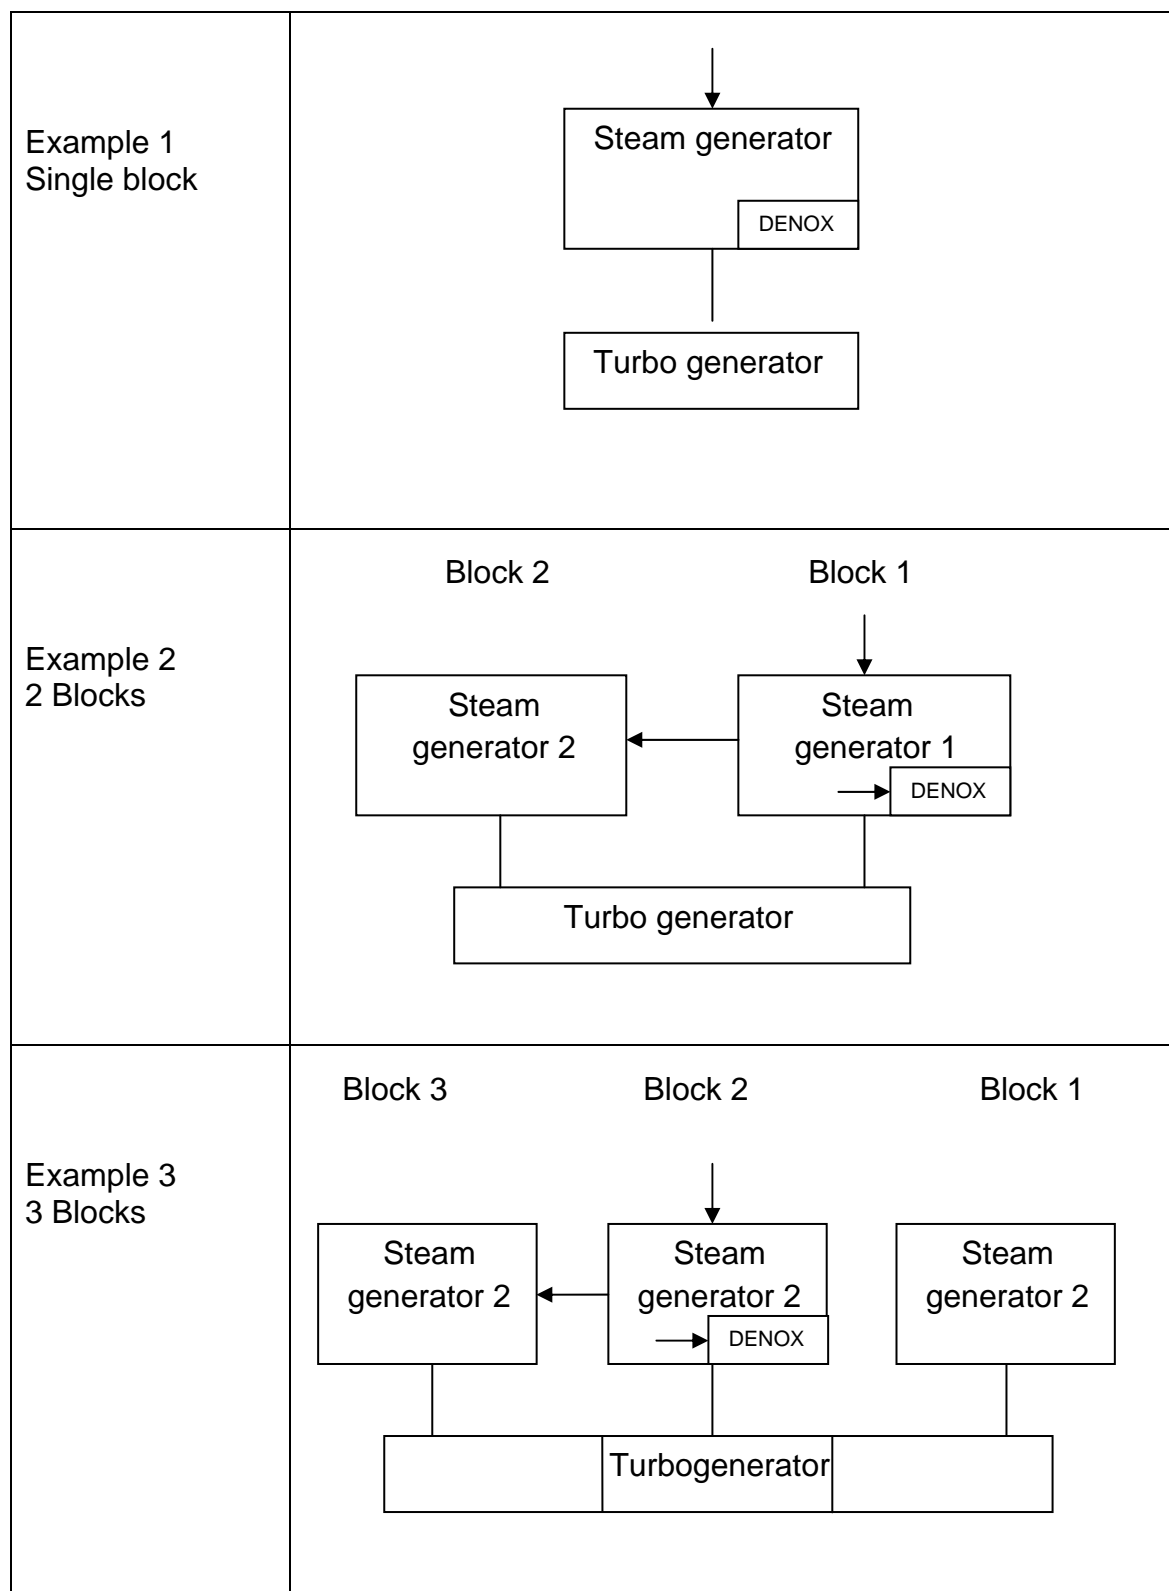 Example 1
Single block
Steam generator
DENOX
Turbo generator
Example 2
2 Blocks
Block 2
Block 1
Steam
generator 2
Steam
generator 1
DENOX
Turbo generator
Example 3
3 Blocks
Block 3
Block 2
Block 1
Steam
generator 2
Steam
generator 2
DENOX
Steam
generator 2
Turbogenerator